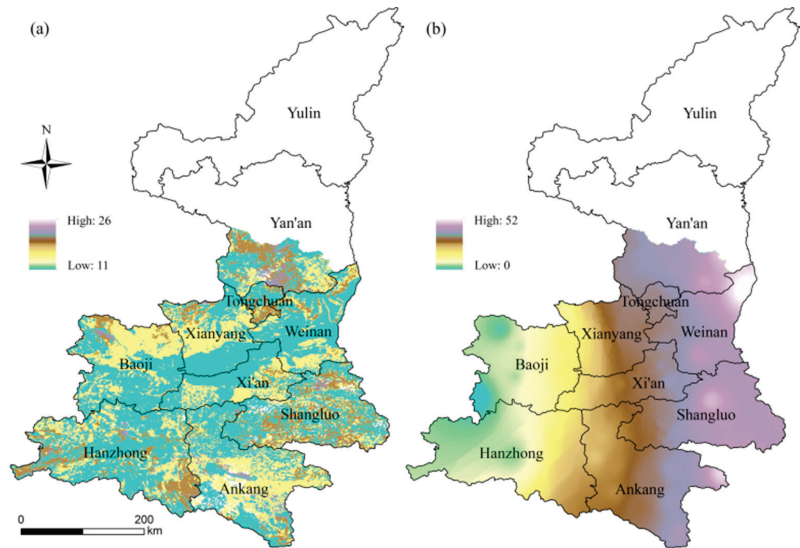 (a)
Yulin
N
High: 26
Yan'an
Low: 11
Tongchuan
Xianyang
Weinan
Baoji
Xi'an
Shangluo
Hanzhong
Ankang
0
200
km
(b)
Yulin
High: 52
Yan'an
Low: 0
Tongchuan
Xianyang
Weinan
Baoji
Xi'an
Shangluo
Hanzhong
Ankang